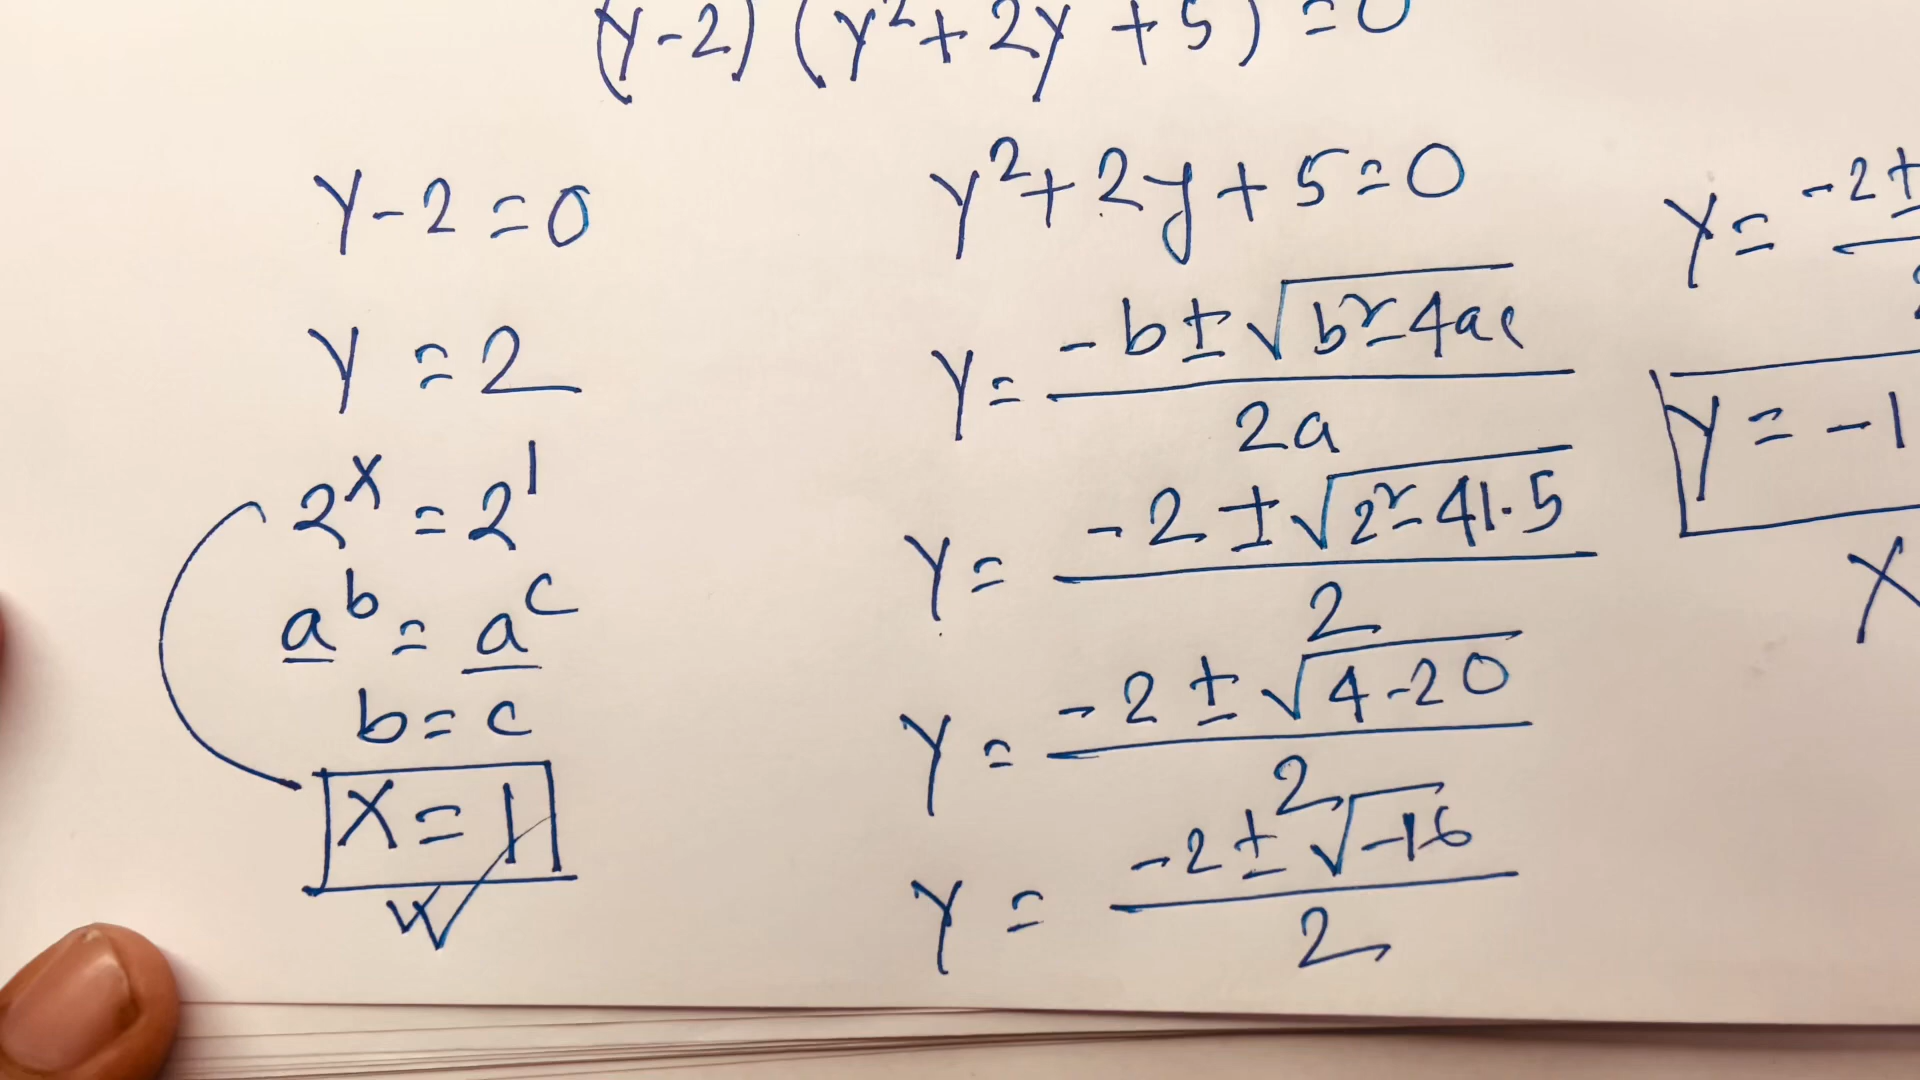 (y-2) (y²+2y+5)=0
y-2=0
y=2
2^x=2^1
a^b=a^c
b=c
x=1
y²+2y+5=0
y=(-b±√(b²-4ac))/(2a)
y=(-2±√(2²-41.5))/2
y=(-2±√(4-20))/2
y=(-2±√(-16))/2
y=-2±
y=-1
x